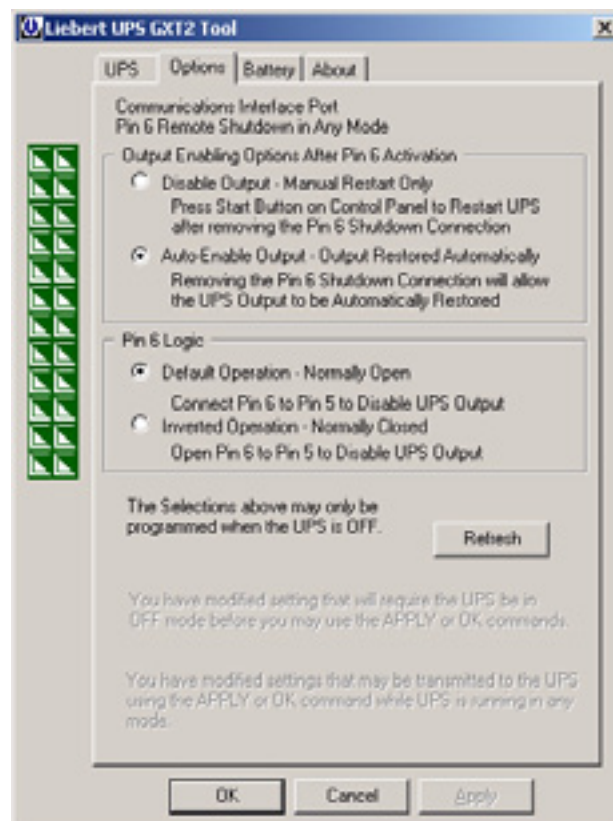 Liebert UPS GXT2 Tool
UPS Options Battery About
Communications Interface Port
Pin 6 Remote Shutdown in Any Mode
Output Enabling Options After Pin 6 Activation
Disable Output - Manual Restart Only
Press Start Button on Control Panel to Restart UPS
after removing the Pin 6 Shutdown Connection
Auto-Enable Output - Output Restored Automatically
Removing the Pin 6 Shutdown Connection will allow
the UPS Output to be Automatically Restored
Pin 6 Logic
Default Operation - Normally Open
Connect Pin 6 to Pin 5 to Disable UPS Output
Inverted Operation - Normally Closed
Open Pin 6 to Pin 5 to Disable UPS Output
The Selections above may only be
programmed when the UPS is OFF.
Refresh
You have modified setting that will require the UPS be in
OFF mode before you may use the APPLY or OK commands.
You have modified settings that may be transmitted to the UPS
using the APPLY or OK command while UPS is running in any
mode.
OK Cancel Apply